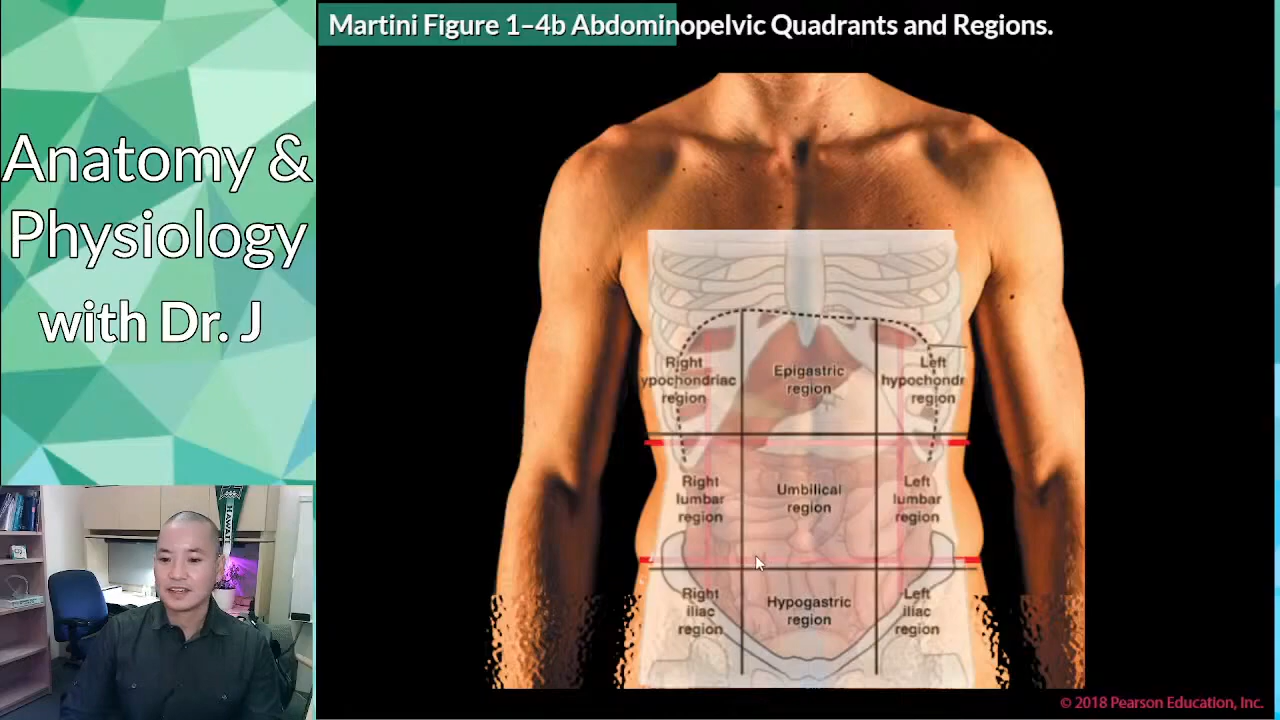 Martini Figure 1–4b Abdominopelvic Quadrants and Regions.
Anatomy &
Physiology
with Dr. J
HAWAI
Right
ypochondriac
region
Epigastric
region
Left
hypochondr
region
Right
lumbar
region
Umbilical
region
Left
lumbar
region
Right
iliac
region
Hypogastric
region
Left
iliac
region
© 2018 Pearson Education, Inc.